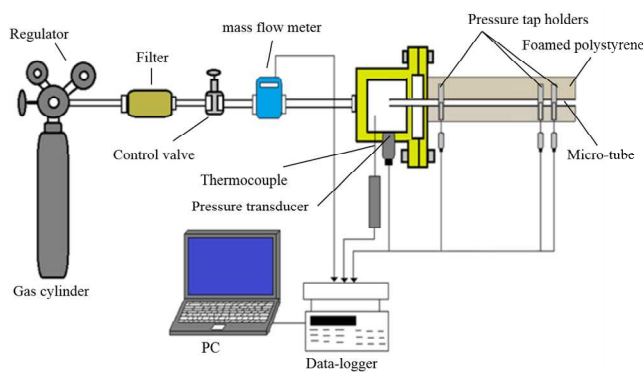 Pressure tap holders
mass flow meter
Regulator
Foamed polystyrene
Filter
Control valve
Micro-tube
Thermocouple
Pressure transducer
Gas cylinder
PC
Data-logger